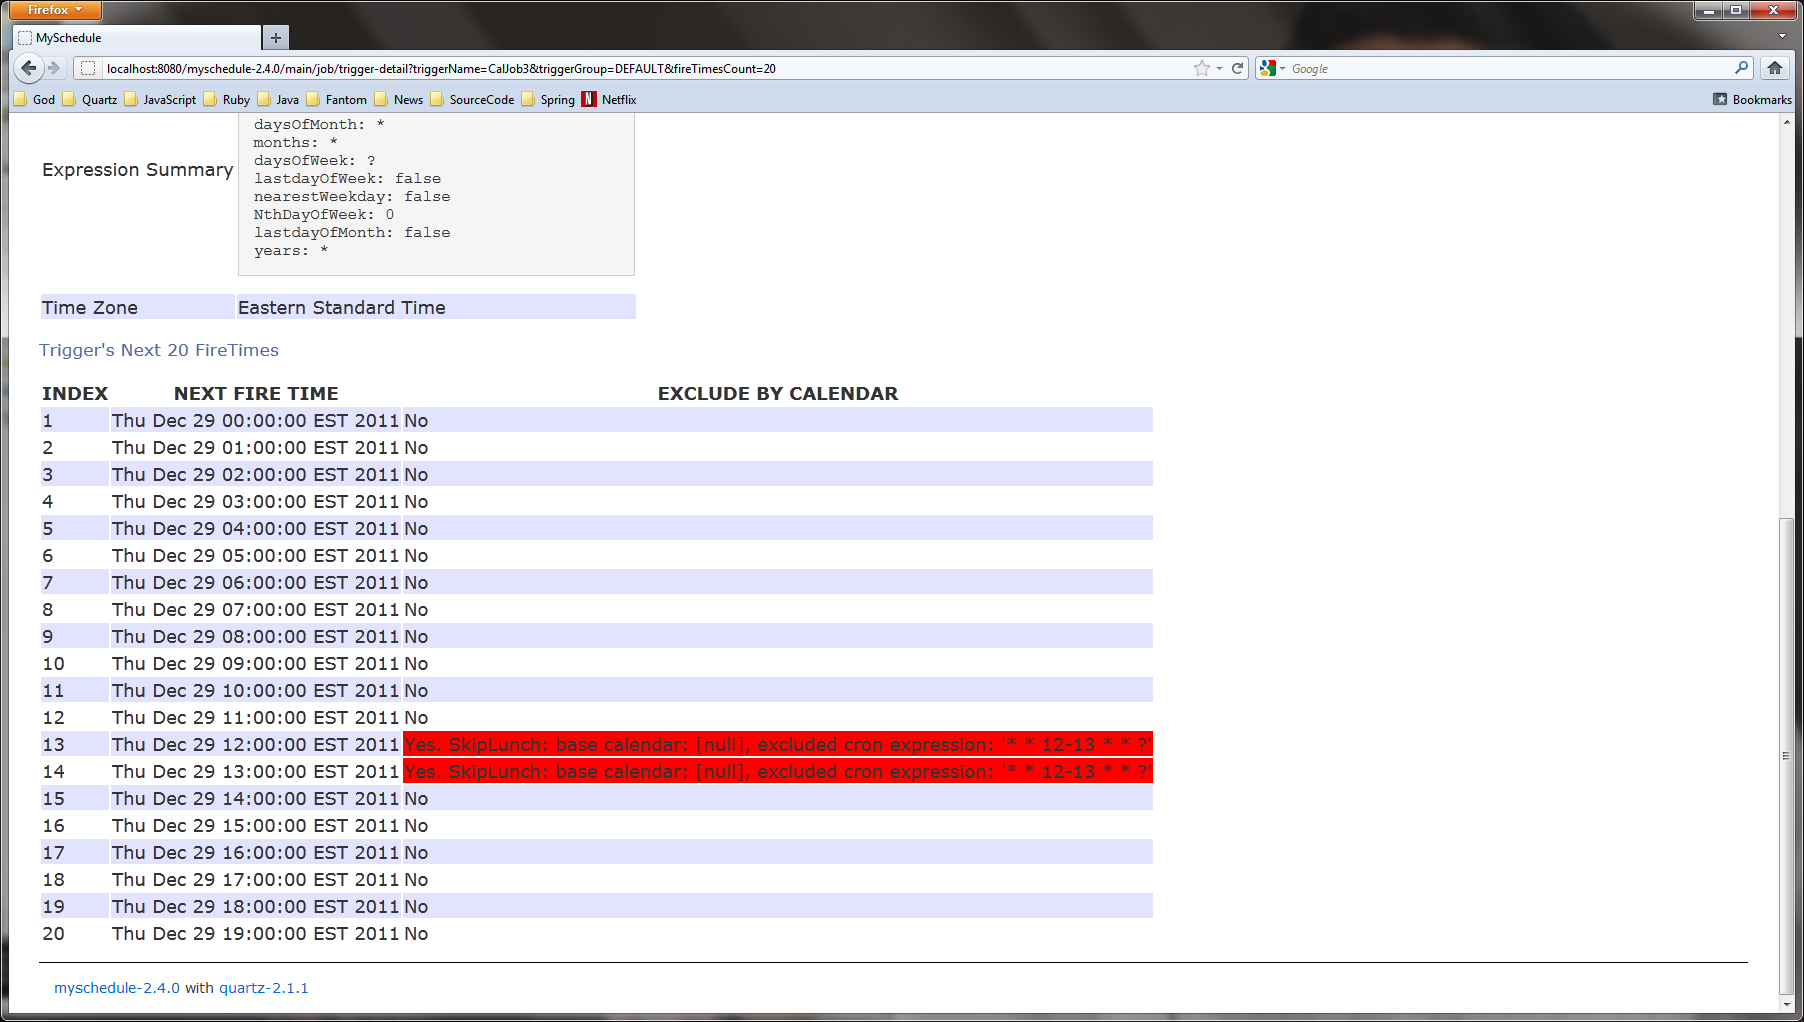 Firefox
MySchedule
localhost:8080/myschedule-2.4.0/main/job/trigger-detail?triggerName=CalJob3&triggerGroup=DEFAULT&fireTimesCount=20
Google
God Quartz JavaScript Ruby Java Fantom News SourceCode Spring Netflix Bookmarks
daysOfMonth: *
months: *
daysOfWeek: ?
Expression Summary
lastdayOfWeek: false
nearestWeekday: false
NthDayOfWeek: 0
lastdayOfMonth: false
years: *
Time Zone Eastern Standard Time
Trigger's Next 20 FireTimes
INDEX NEXT FIRE TIME EXCLUDE BY CALENDAR
1 Thu Dec 29 00:00:00 EST 2011 No
2 Thu Dec 29 01:00:00 EST 2011 No
3 Thu Dec 29 02:00:00 EST 2011 No
4 Thu Dec 29 03:00:00 EST 2011 No
5 Thu Dec 29 04:00:00 EST 2011 No
6 Thu Dec 29 05:00:00 EST 2011 No
7 Thu Dec 29 06:00:00 EST 2011 No
8 Thu Dec 29 07:00:00 EST 2011 No
9 Thu Dec 29 08:00:00 EST 2011 No
10 Thu Dec 29 09:00:00 EST 2011 No
11 Thu Dec 29 10:00:00 EST 2011 No
12 Thu Dec 29 11:00:00 EST 2011 No
13 Thu Dec 29 12:00:00 EST 2011 Yes. SkipLunch: base calendar: [null], excluded cron expression: '* * 12-13 * * ?'
14 Thu Dec 29 13:00:00 EST 2011 Yes. SkipLunch: base calendar: [null], excluded cron expression: '* * 12-13 * * ?'
15 Thu Dec 29 14:00:00 EST 2011 No
16 Thu Dec 29 15:00:00 EST 2011 No
17 Thu Dec 29 16:00:00 EST 2011 No
18 Thu Dec 29 17:00:00 EST 2011 No
19 Thu Dec 29 18:00:00 EST 2011 No
20 Thu Dec 29 19:00:00 EST 2011 No
myschedule-2.4.0 with quartz-2.1.1